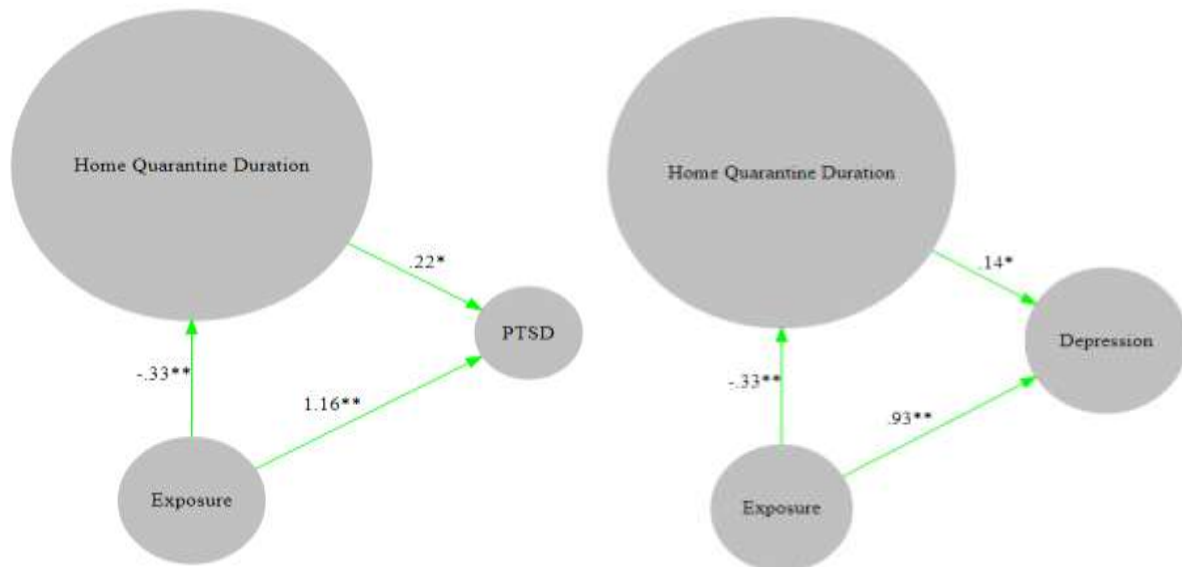 Home Quarantine Duration
.22*
PTSD
-.33**
1.16**
Exposure
Home Quarantine Duration
.14*
Depression
-.33**
.93**
Exposure